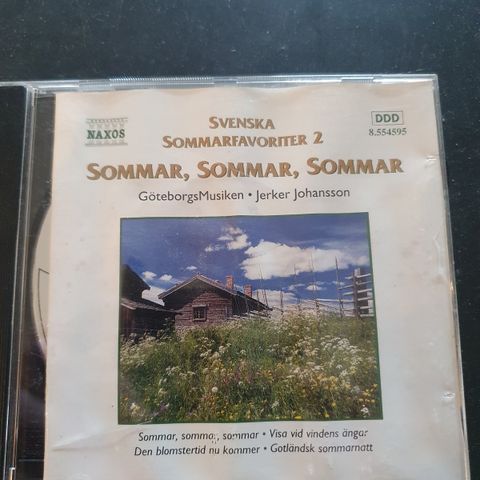 NAXOS
SVENSKA
SOMMARFAVORITER 2
DDD
8.554595
SOMMAR, SOMMAR, SOMMAR
GöteborgsMusiken • Jerker Johansson
Sommar, sommar, sommar • Visa vid vindens ängar
Den blomstertid nu kommer • Gotländsk sommarnatt